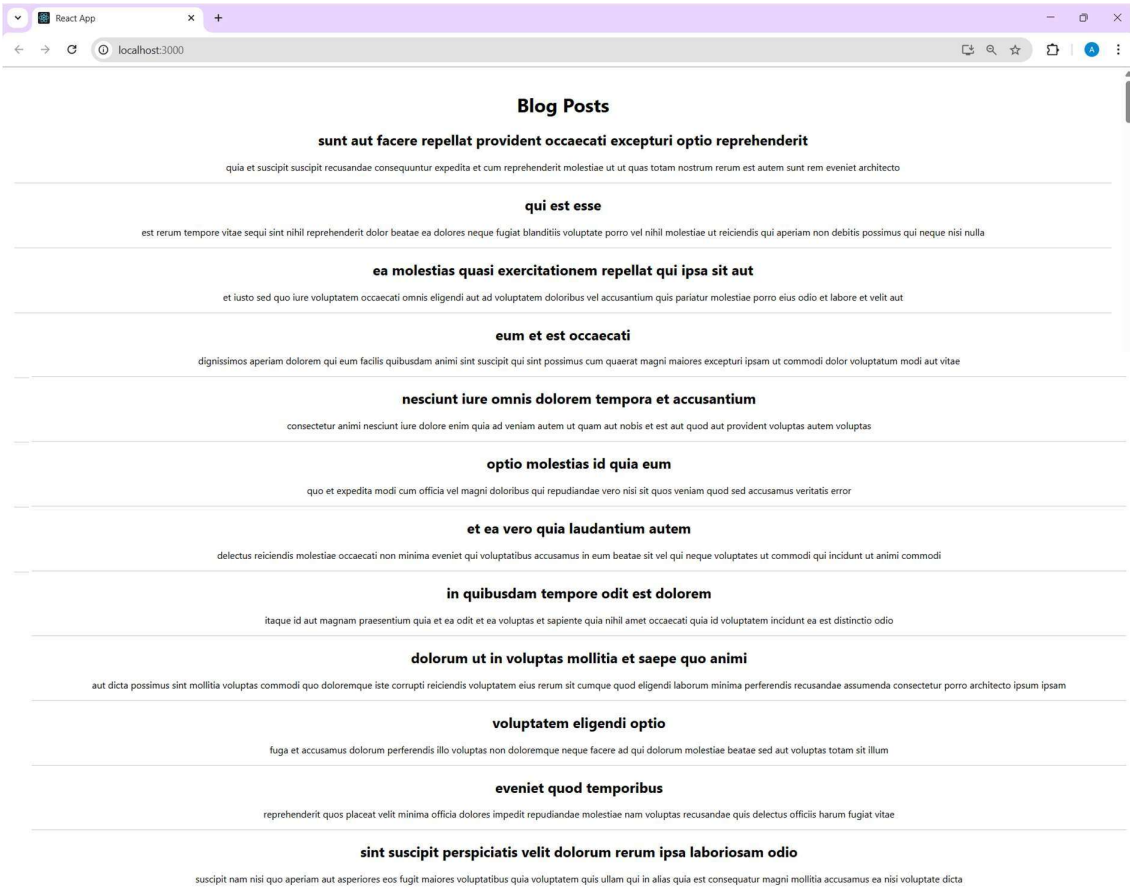 React App
localhost:3000
A
Blog Posts
sunt aut facere repellat provident occaecati excepturi optio reprehenderit
quia et suscipit suscipit recusandae consequuntur expedita et cum reprehenderit molestiae ut ut quas totam nostrum rerum est autem sunt rem eveniet architecto
qui est esse
est rerum tempore vitae sequi sint nihil reprehenderit dolor beatae ea dolores neque fugiat blanditiis voluptate porro vel nihil molestiae ut reiciendis qui aperiam non debitis possimus qui neque nisi nulla
ea molestias quasi exercitationem repellat qui ipsa sit aut
et iusto sed quo iure voluptatem occaecati omnis eligendi aut ad voluptatem doloribus vel accusantium quis pariatur molestiae porro eius odio et labore et velit aut
eum et est occaecati
dignissimos aperiam dolorem qui eum facilis quibusdam animi sint suscipit qui sint possimus cum quaerat magni maiores excepturi ipsam ut commodi dolor voluptatum modi aut vitae
nesciunt iure omnis dolorem tempora et accusantium
consectetur animi nesciunt iure dolore enim quia ad veniam autem ut quam aut nobis et est aut quod aut provident voluptas autem voluptas
optio molestias id quia eum
quo et expedita modi cum officia vel magni doloribus qui repudiandae vero nisi sit quos veniam quod sed accusamus veritatis error
et ea vero quia laudantium autem
delectus reiciendis molestiae occaecati non minima eveniet qui voluptatibus accusamus in eum beatae sit vel qui neque voluptates ut commodi qui incidunt ut animi commodi
in quibusdam tempore odit est dolorem
itaque id aut magnam praesentium quia et ea odit et ea voluptas et sapiente quia nihil amet occaecati quia id voluptatem incidunt ea est distinctio odio
dolorum ut in voluptas mollitia et saepe quo animi
aut dicta possimus sint mollitia voluptas commodi quo doloremque iste corrupti reiciendis voluptatem eius rerum sit cumque quod eligendi laborum minima perferendis recusandae assumenda consectetur porro architecto ipsum ipsam
voluptatem eligendi optio
fuga et accusamus dolorum perferendis illo voluptas non doloremque neque facere ad qui dolorum molestiae beatae sed aut voluptas totam sit illum
eveniet quod temporibus
reprehenderit quos placeat velit minima officia dolores impedit repudiandae molestiae nam voluptas recusandae quis delectus officiis harum fugiat vitae
sint suscipit perspiciatis velit dolorum rerum ipsa laboriosam odio
suscipit nam nisi quo aperiam aut asperiores eos fugit maiores voluptatibus quia voluptatem quis ullam qui in alias quia est consequatur magni mollitia accusamus ea nisi voluptate dicta